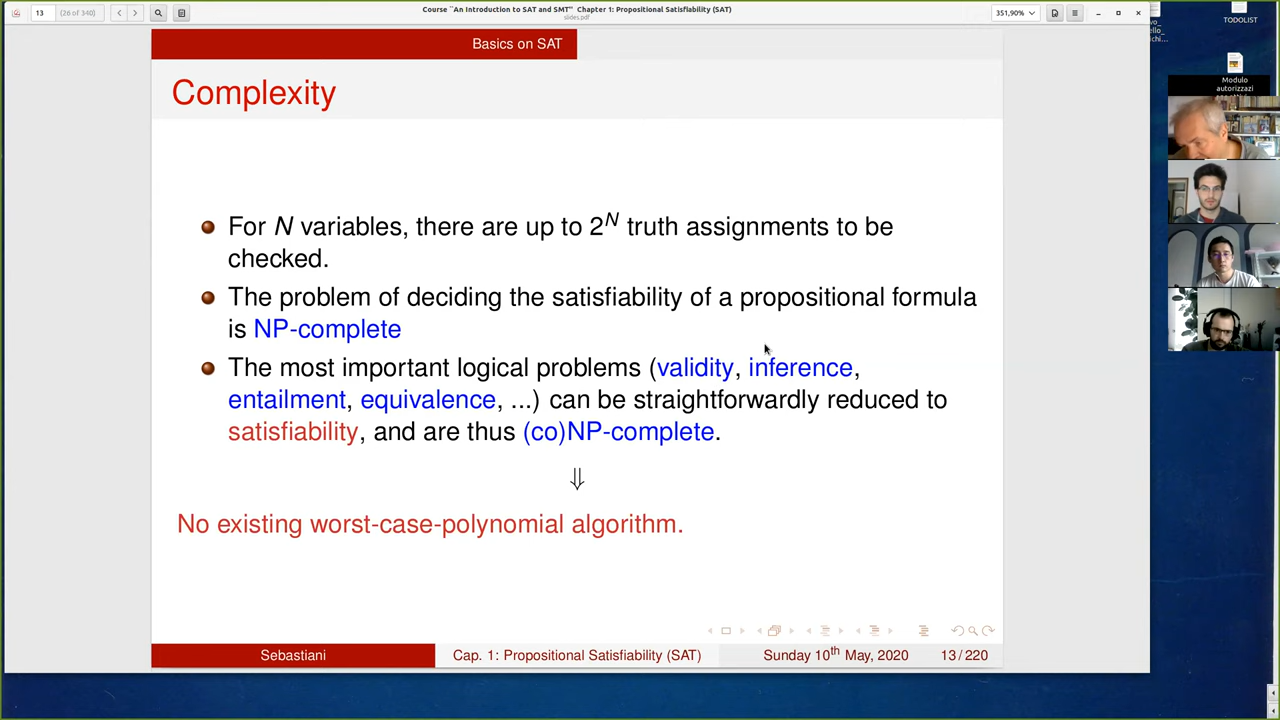 Course ``An Introduction to SAT and SMT'' Chapter 1: Propositional Satisfiability (SAT)
slides.pdf
13 (26 of 340)
351,90%
TODOLIST
Modulo
autorizzazi
Basics on SAT
Complexity
For N variables, there are up to 2^N truth assignments to be
checked.
The problem of deciding the satisfiability of a propositional formula
is NP-complete
The most important logical problems (validity, inference,
entailment, equivalence, ...) can be straightforwardly reduced to
satisfiability, and are thus (co)NP-complete.
⇓
No existing worst-case-polynomial algorithm.
Sebastiani Cap. 1: Propositional Satisfiability (SAT) Sunday 10th May, 2020 13 / 220